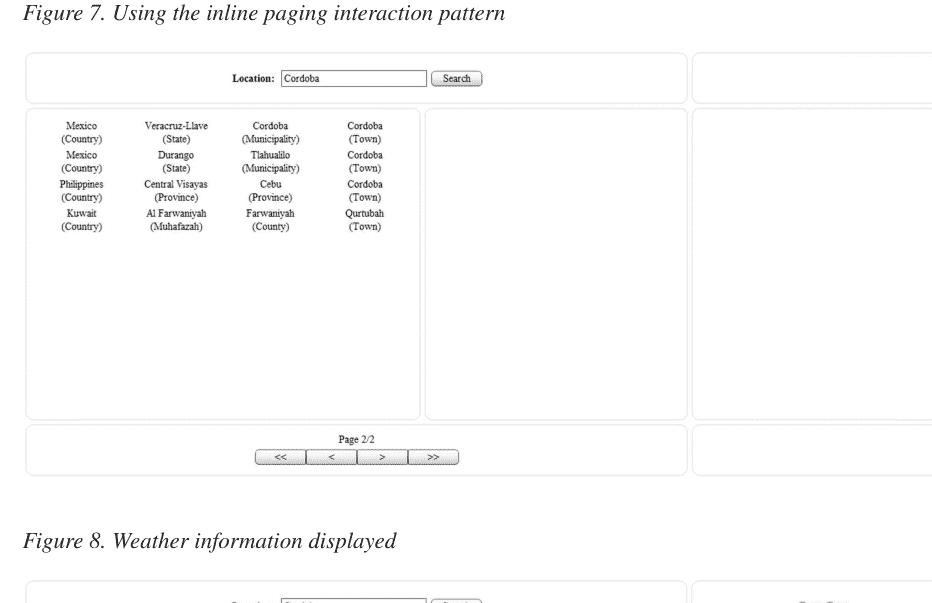 Figure 7. Using the inline paging interaction pattern
Location: Cordoba Search
Mexico Veracruz-Llave Cordoba Cordoba
(Country) (State) (Municipality) (Town)
Mexico Durango Tlahualilo Cordoba
(Country) (State) (Municipality) (Town)
Philippines Central Visayas Cebu Cordoba
(Country) (Province) (Province) (Town)
Kuwait Al Farwaniyah Farwaniyah Qurtubah
(Country) (Muhafazah) (County) (Town)
Page 2/2
<< < > >>
Figure 8. Weather information displayed